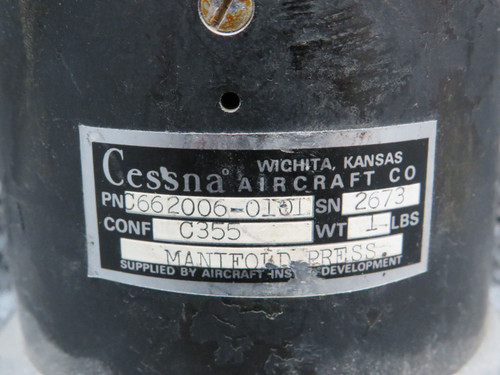 Cessna WICHITA, KANSAS
AIRCRAFT CO
PN C662006-0101 SN 2673
CONF C355 WT 1 LBS
MANIFOLD PRESS.
SUPPLIED BY AIRCRAFT INS DEVELOPMENT